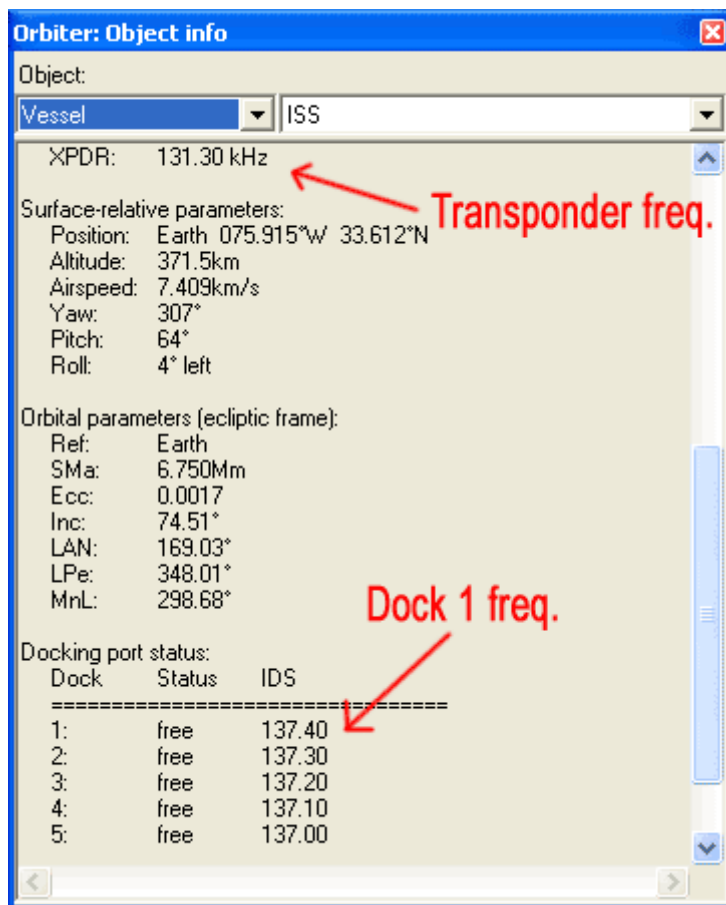 Orbiter: Object info
Object:
Vessel ISS
XPDR: 131.30 kHz
Transponder freq.
Surface-relative parameters:
Position: Earth 075.915°W 33.612°N
Altitude: 371.5km
Airspeed: 7.409km/s
Yaw: 307°
Pitch: 64°
Roll: 4° left
Orbital parameters (ecliptic frame):
Ref: Earth
SMa: 6.750Mm
Ecc: 0.0017
Inc: 74.51°
LAN: 169.03°
LPe: 348.01°
MnL: 298.68°
Dock 1 freq.
Docking port status:
Dock Status IDS
=================================
1: free 137.40
2: free 137.30
3: free 137.20
4: free 137.10
5: free 137.00